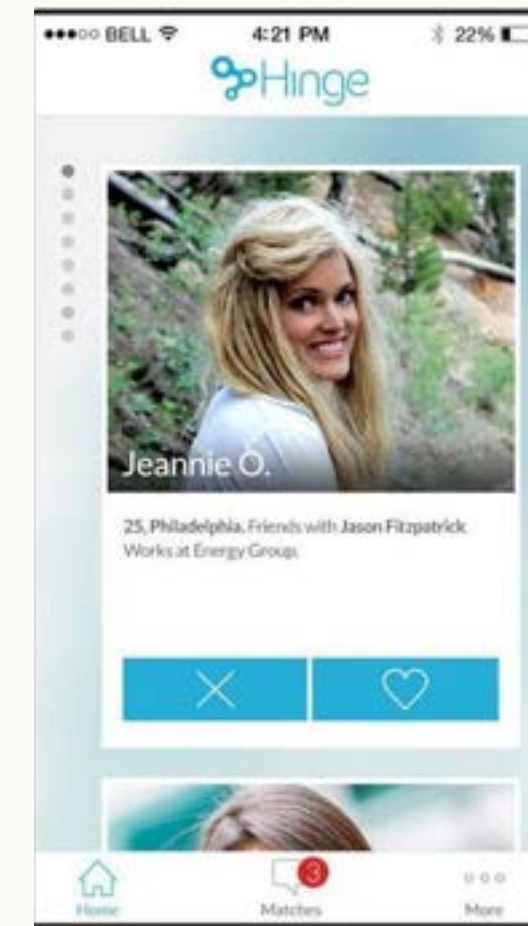 BELL 4:21 PM 22%
Hinge
Jeannie O.
25, Philadelphia, Friends with Jason Fitzpatrick
Works at Energy Group.
3
Home Matches More